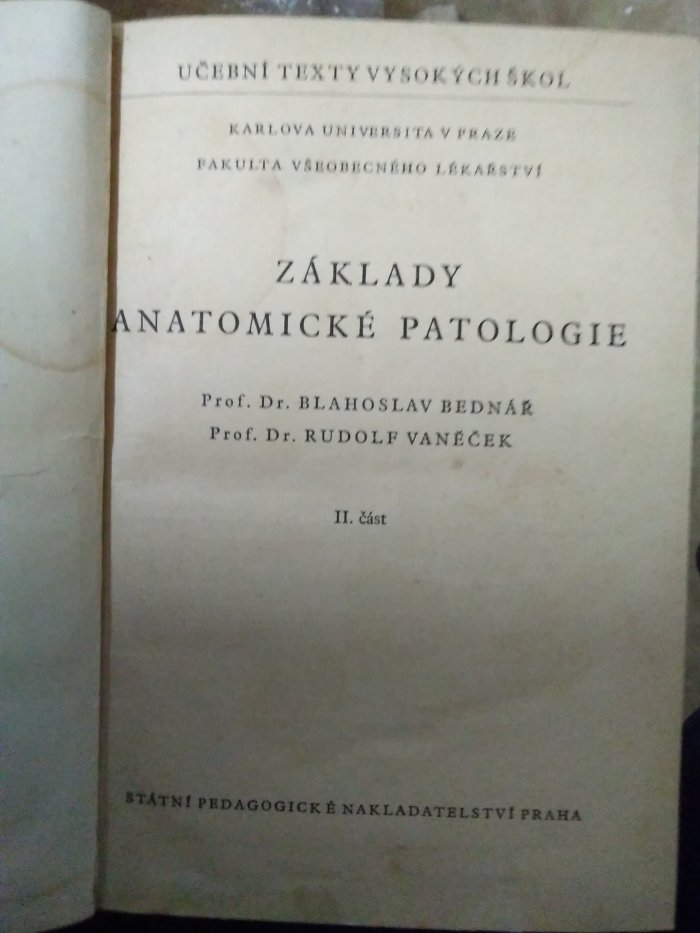 UČEBNÍ TEXTY VYSOKÝCH ŠKOL
KARLOVA UNIVERSITA V PRAZE
FAKULTA VŠEOBECNÉHO LÉKAŘSTVÍ
ZÁKLADY
ANATOMICKÉ PATOLOGIE
Prof. Dr. BLAHOSLAV BEDNÁŘ
Prof. Dr. RUDOLF VANĚČEK
II. část
STÁTNÍ PEDAGOGICKÉ NAKLADATELSTVÍ PRAHA